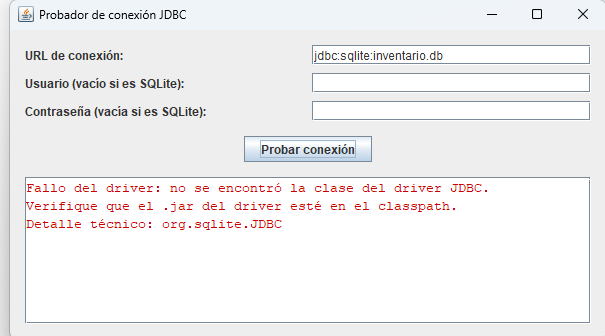 Probador de conexión JDBC
URL de conexión:
jdbc:sqlite:inventario.db
Usuario (vacío si es SQLite):
Contraseña (vacía si es SQLite):
Probar conexión
Fallo del driver: no se encontró la clase del driver JDBC.
Verifique que el .jar del driver esté en el classpath.
Detalle técnico: org.sqlite.JDBC